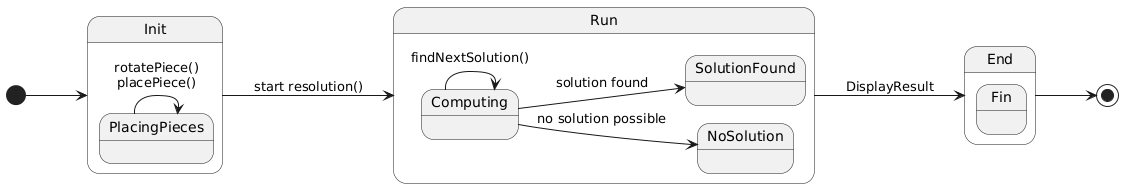 Init
rotatePiece()
placePiece()
PlacingPieces
start resolution()
Run
findNextSolution()
Computing
solution found
SolutionFound
no solution possible
NoSolution
DisplayResult
End
Fin